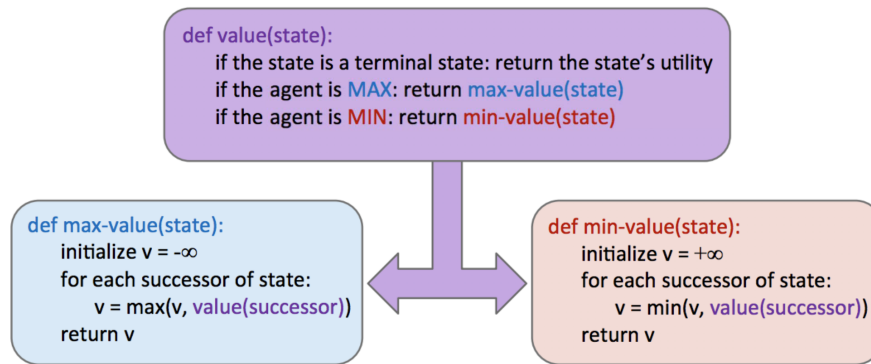 def value(state):
if the state is a terminal state: return the state’s utility
if the agent is MAX: return max-value(state)
if the agent is MIN: return min-value(state)
def max-value(state):
initialize v = -∞
for each successor of state:
v = max(v, value(successor))
return v
def min-value(state):
initialize v = +∞
for each successor of state:
v = min(v, value(successor))
return v